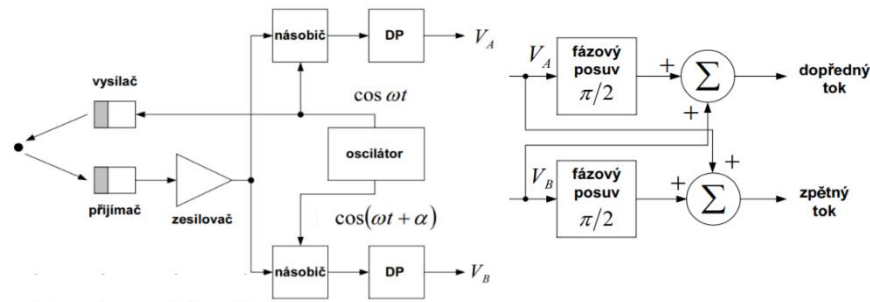 násobič
DP
V_A
vysílač
cos ωt
oscilátor
přijímač
zesilovač
cos(ωt + α)
násobič
DP
V_B
V_A
fázový
posuv
π/2
+
Σ
+
dopředný
tok
V_B
fázový
posuv
π/2
+
+
Σ
zpětný
tok